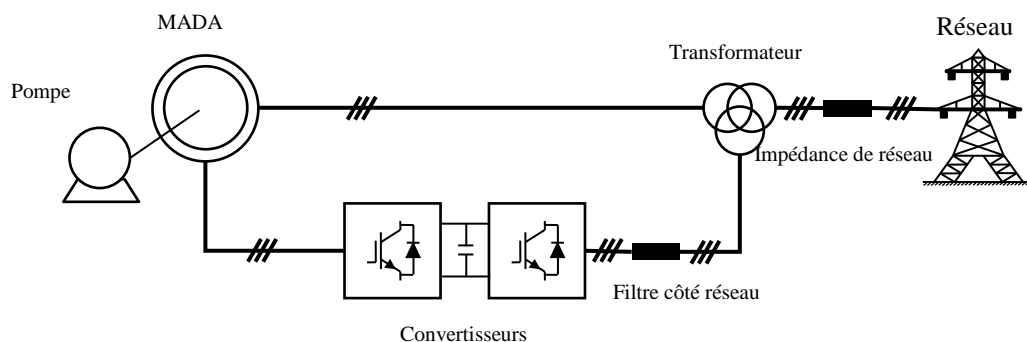 MADA
Réseau
Transformateur
Pompe
Impédance de réseau
Filtre côté réseau
Convertisseurs